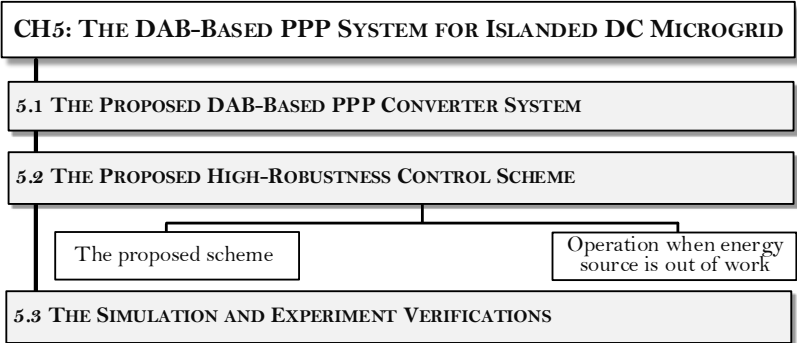 CH5: THE DAB-BASED PPP SYSTEM FOR ISLANDED DC MICROGRID
5.1 THE PROPOSED DAB-BASED PPP CONVERTER SYSTEM
5.2 THE PROPOSED HIGH-ROBUSTNESS CONTROL SCHEME
The proposed scheme
Operation when energy
source is out of work
5.3 THE SIMULATION AND EXPERIMENT VERIFICATIONS